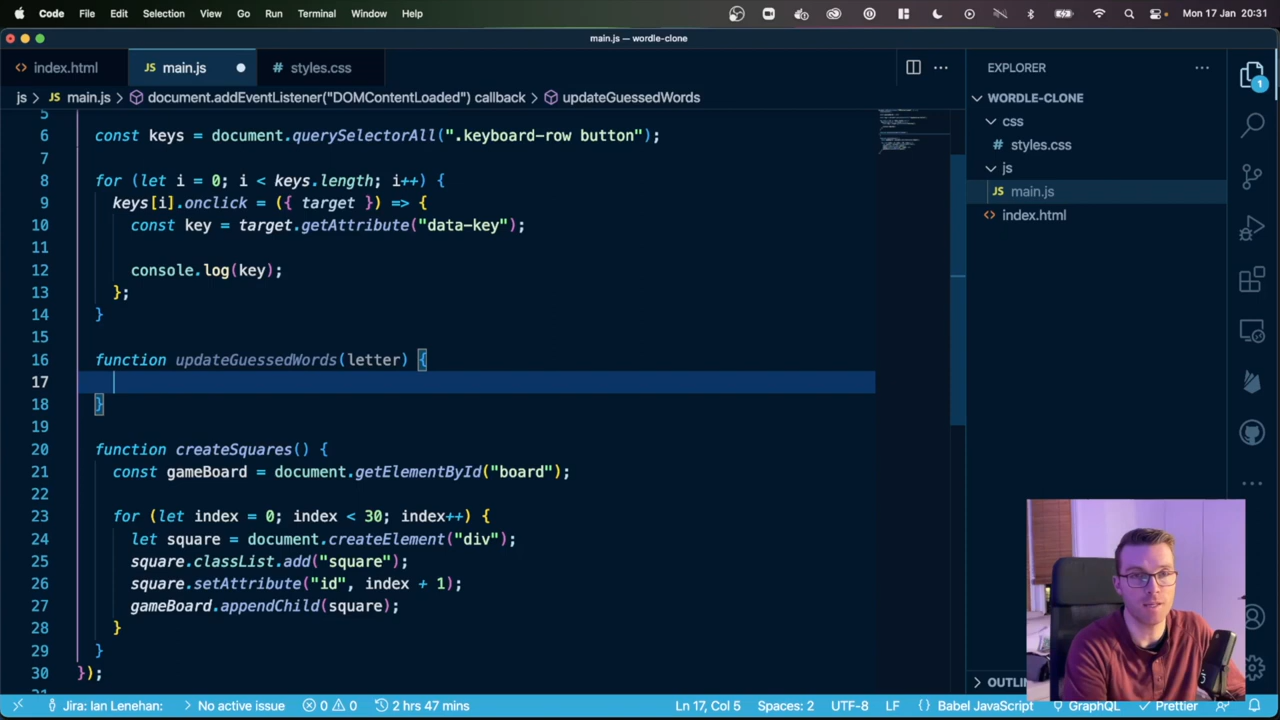 Code File Edit Selection View Go Run Terminal Window Help Mon 17 Jan 20:31
main.js — wordle-clone
<> index.html JS main.js # styles.css
EXPLORER
js > JS main.js > document.addEventListener("DOMContentLoaded") callback > updateGuessedWords
WORDLE-CLONE
css
# styles.css
js
JS main.js
<> index.html
1
5
6 const keys = document.querySelectorAll(".keyboard-row button");
7
8 for (let i = 0; i < keys.length; i++) {
9 keys[i].onclick = ({ target }) => {
10 const key = target.getAttribute("data-key");
11
12 console.log(key);
13 };
14 }
15
16 function updateGuessedWords(letter) {
17
18 }
19
20 function createSquares() {
21 const gameBoard = document.getElementById("board");
22
23 for (let index = 0; index < 30; index++) {
24 let square = document.createElement("div");
25 square.classList.add("square");
26 square.setAttribute("id", index + 1);
27 gameBoard.appendChild(square);
28 }
29 }
30 });
OUTLIN
Jira: Ian Lenehan: > No active issue 0 0 2 hrs 47 mins Ln 17, Col 5 Spaces: 2 UTF-8 LF { } Babel JavaScript GraphQL Prettier